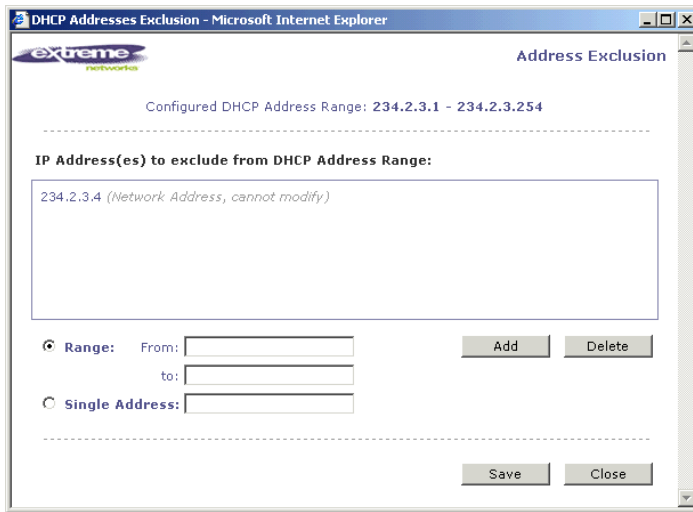 DHCP Addresses Exclusion - Microsoft Internet Explorer
extreme
networks
Address Exclusion
Configured DHCP Address Range: 234.2.3.1 - 234.2.3.254
IP Address(es) to exclude from DHCP Address Range:
234.2.3.4 (Network Address, cannot modify)
Range: From:
Add Delete
to:
Single Address:
Save Close